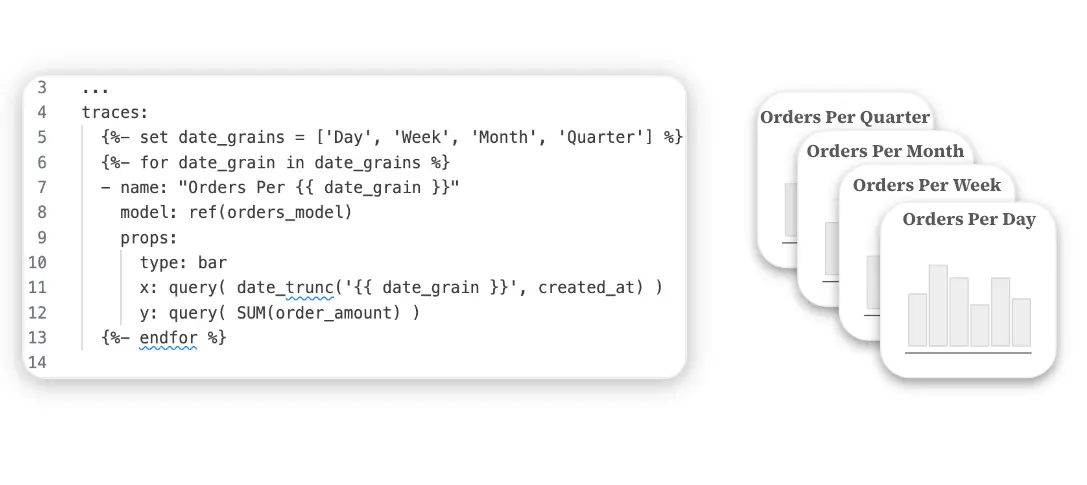 3 ...
4 traces:
5 {%- set date_grains = ['Day', 'Week', 'Month', 'Quarter'] %}
6 {%- for date_grain in date_grains %}
7 - name: "Orders Per {{ date_grain }}"
8 model: ref(orders_model)
9 props:
10 type: bar
11 x: query( date_trunc('{{ date_grain }}', created_at) )
12 y: query( SUM(order_amount) )
13 {%- endfor %}
14
Orders Per Quarter
Orders Per Month
Orders Per Week
Orders Per Day